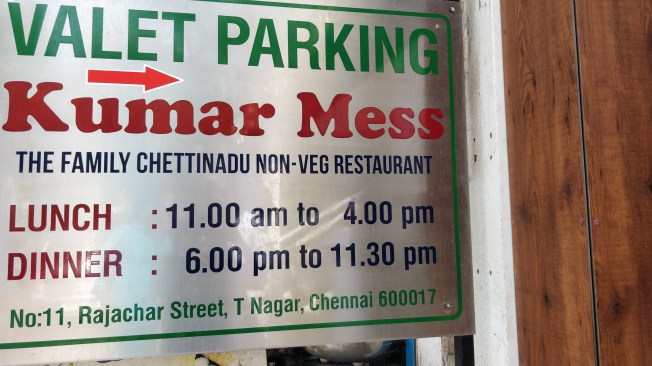 VALET PARKING
Kumar Mess
THE FAMILY CHETTINADU NON-VEG RESTAURANT
LUNCH : 11.00 am to 4.00 pm
DINNER : 6.00 pm to 11.30 pm
No:11, Rajachar Street, T Nagar, Chennai 600017